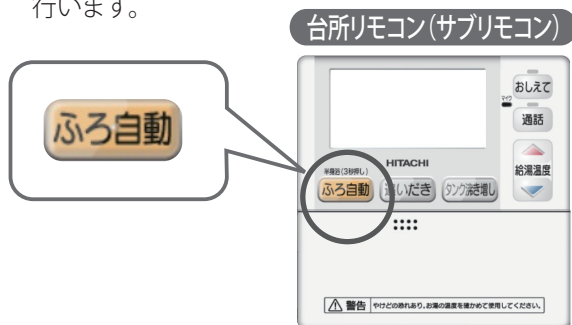 行います。
台所リモコン(サブリモコン)
ふろ自動
おしえて
マイク
通話
HITACHI
給湯温度
半身浴(3秒押し)
ふろ自動
追いだき
タンク沸き増し
警告 やけどの恐れあり。お湯の温度を確かめて使用してください。